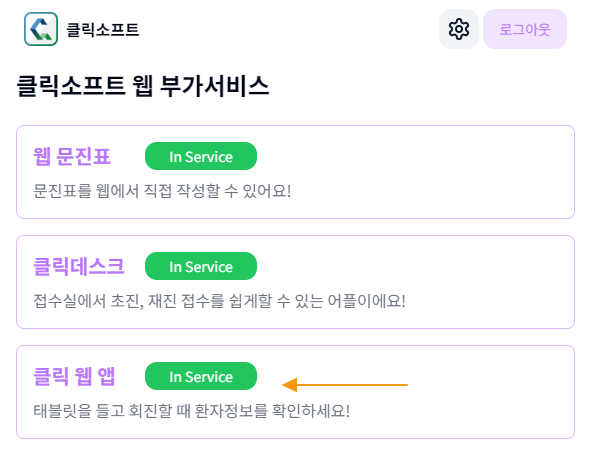 클릭소프트
로그아웃
클릭소프트 웹 부가서비스
웹 문진표 In Service
문진표를 웹에서 직접 작성할 수 있어요!
클릭데스크 In Service
접수실에서 초진, 재진 접수를 쉽게할 수 있는 어플이에요!
클릭 웹 앱 In Service
태블릿을 들고 회진할 때 환자정보를 확인하세요!